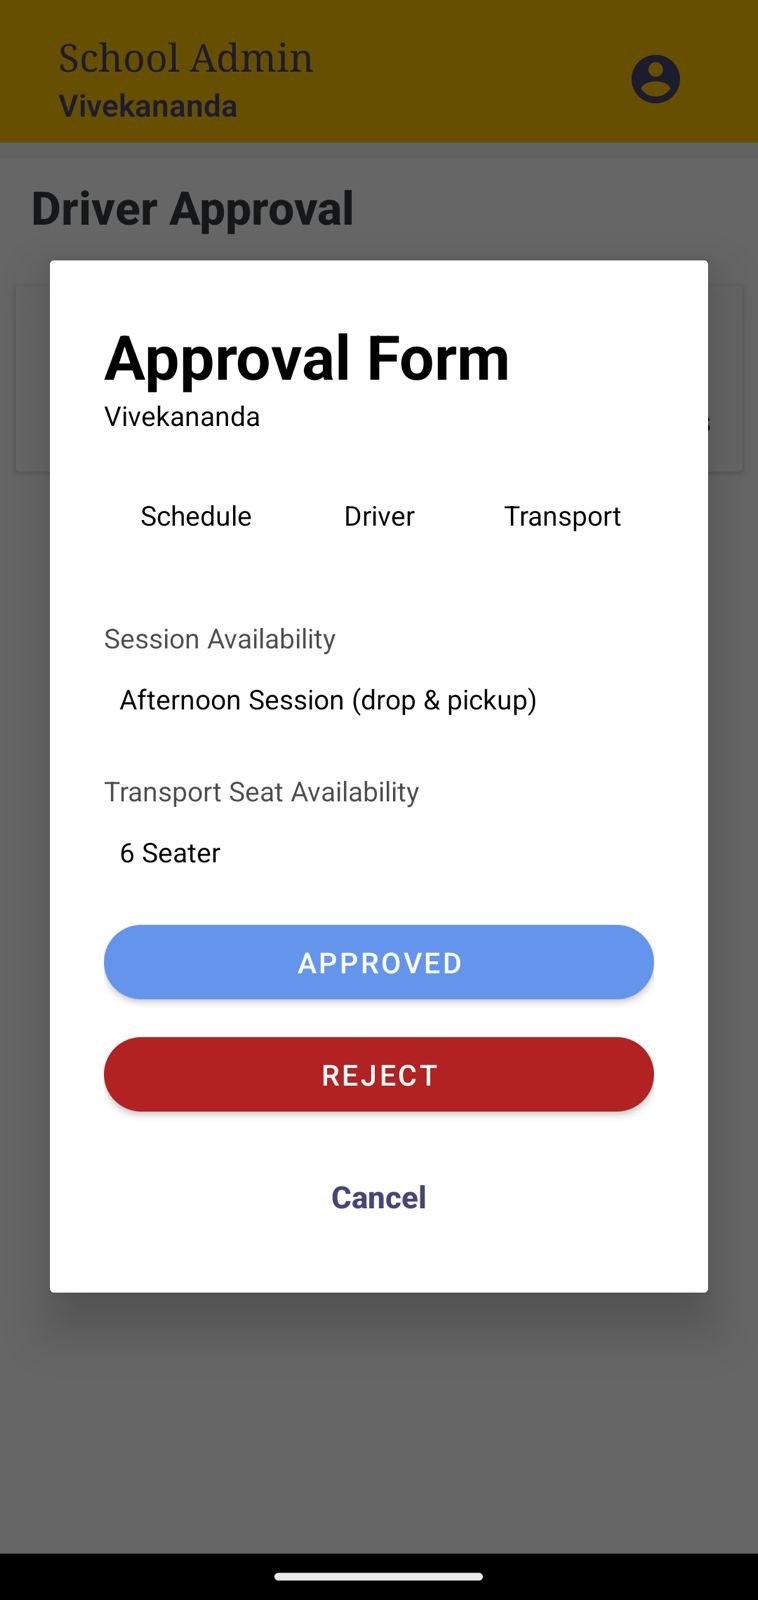 School Admin
Vivekananda
Driver Approval
Approval Form
Vivekananda
Schedule Driver Transport
Session Availability
Afternoon Session (drop & pickup)
Transport Seat Availability
6 Seater
APPROVED
REJECT
Cancel